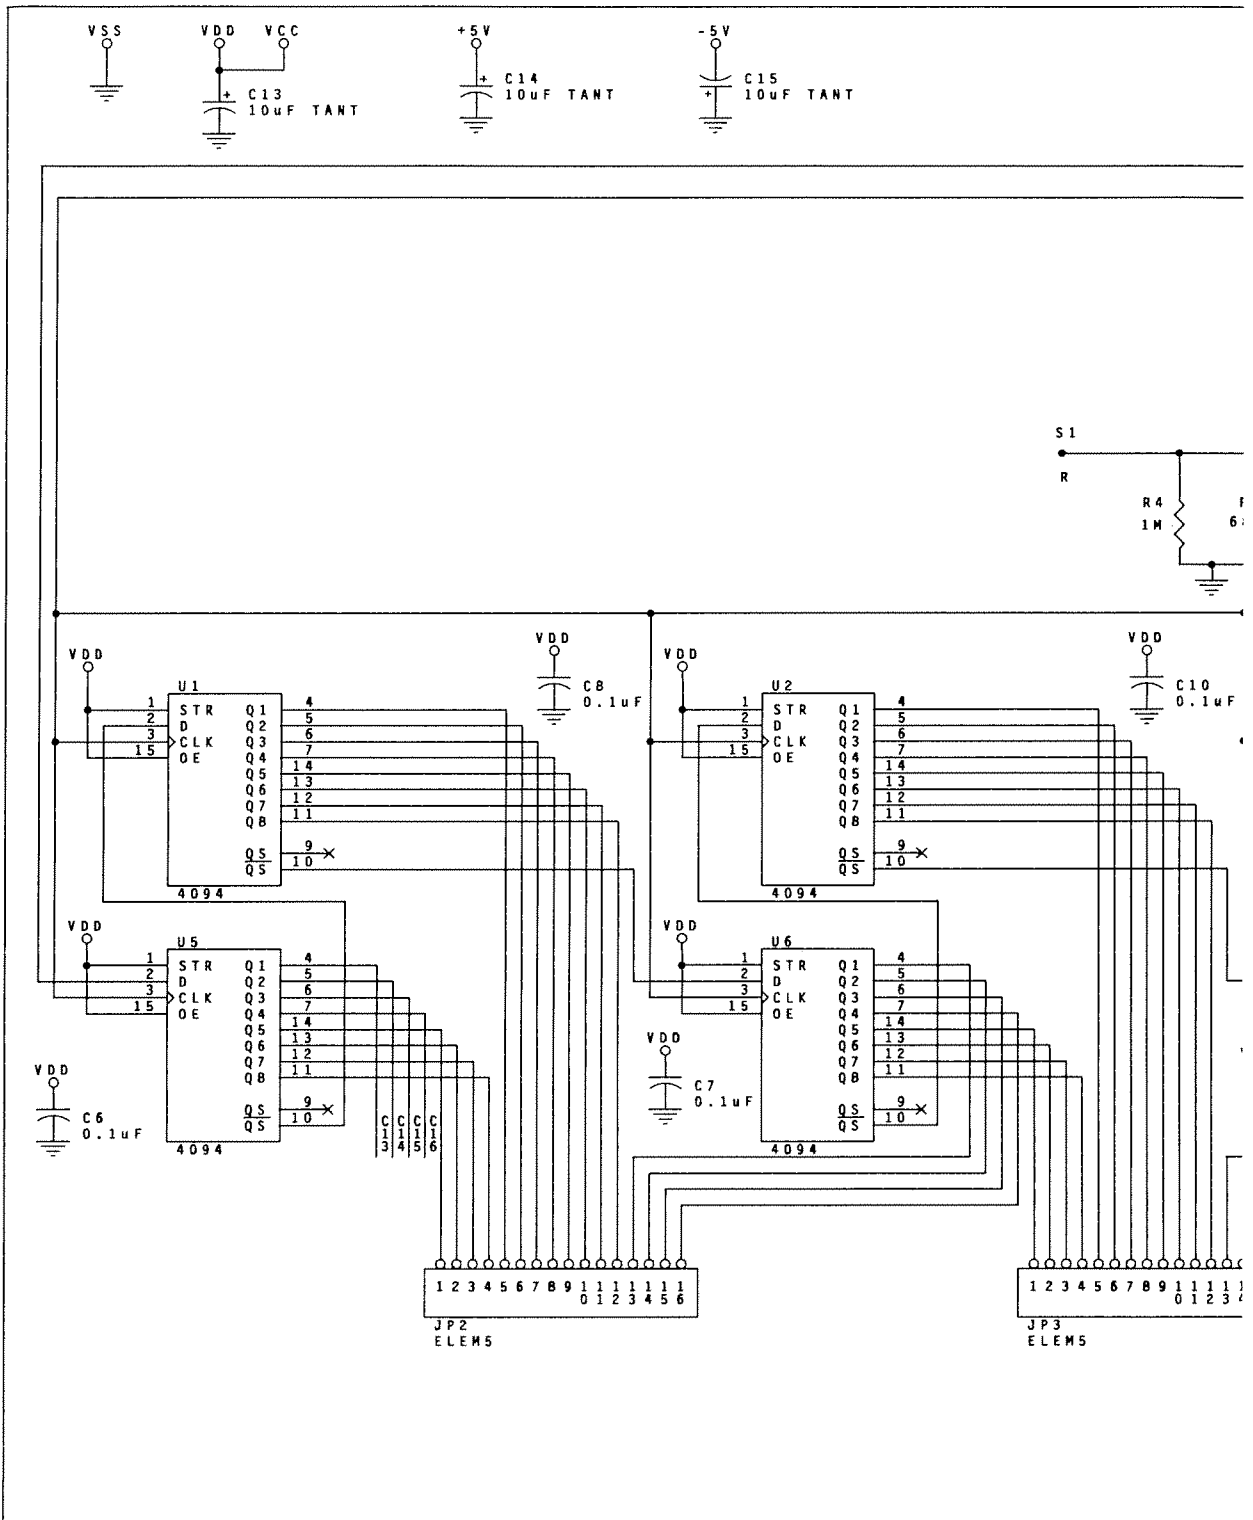 VSS VDD VCC +5V -5V
+ C13
10uF TANT
+ C14
10uF TANT
C15
+ 10uF TANT
S1
R
R4
1M
VDD
C8
0.1uF
VDD
C10
0.1uF
VDD
U1
1 STR Q1 4
2 D Q2 5
3 CLK Q3 6
15 OE Q4 7
Q5 14
Q6 13
Q7 12
Q8 11
QS 9
QS 10
4094
VDD
U2
1 STR Q1 4
2 D Q2 5
3 CLK Q3 6
15 OE Q4 7
Q5 14
Q6 13
Q7 12
Q8 11
QS 9
QS 10
4094
VDD
U5
1 STR Q1 4
2 D Q2 5
3 CLK Q3 6
15 OE Q4 7
Q5 14
Q6 13
Q7 12
Q8 11
QS 9
QS 10
4094
VDD
U6
1 STR Q1 4
2 D Q2 5
3 CLK Q3 6
15 OE Q4 7
Q5 14
Q6 13
Q7 12
Q8 11
QS 9
QS 10
4094
VDD
C6
0.1uF
C13 C14 C15 C16
VDD
C7
0.1uF
1 2 3 4 5 6 7 8 9 10 11 12 13 14 15 16
JP2
ELEM5
1 2 3 4 5 6 7 8 9 10 11 12 13
JP3
ELEM5